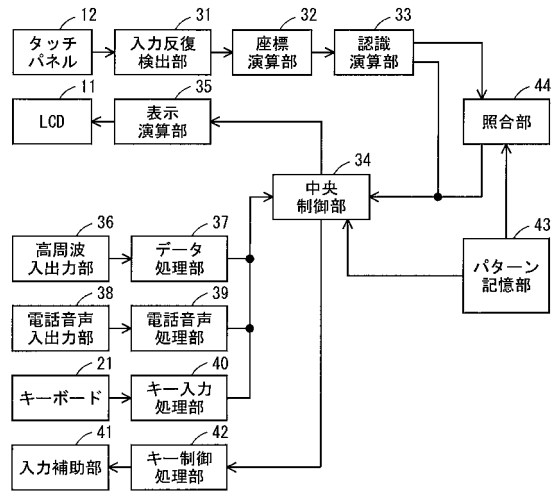 12
タッチ
パネル
31
入力反復
検出部
32
座標
演算部
33
認識
演算部
11
LCD
35
表示
演算部
44
照合部
34
中央
制御部
36
高周波
入出力部
37
データ
処理部
43
パターン
記憶部
38
電話音声
入出力部
39
電話音声
処理部
21
キーボード
40
キー入力
処理部
41
入力補助部
42
キー制御
処理部